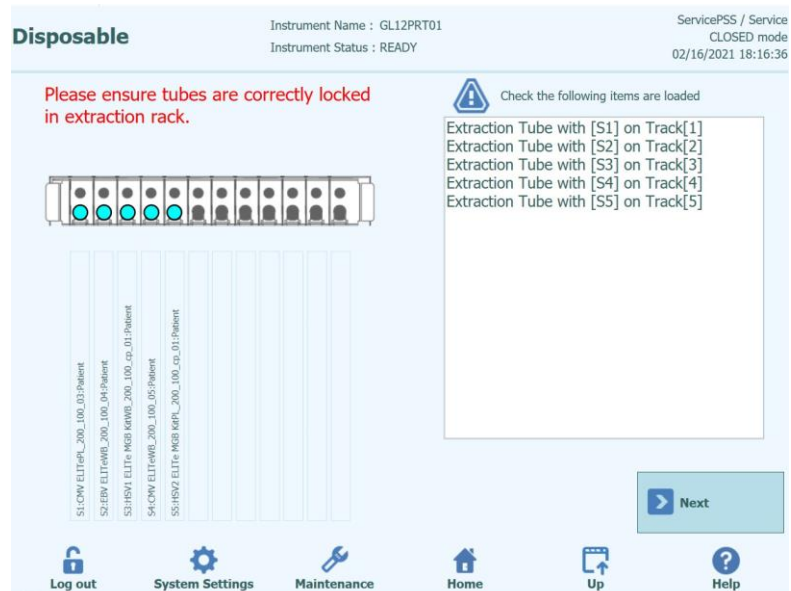 Disposable
Instrument Name : GL12PRT01
Instrument Status : READY
ServicePSS / Service
CLOSED mode
02/16/2021 18:16:36
Please ensure tubes are correctly locked
in extraction rack.
Check the following items are loaded
Extraction Tube with [S1] on Track[1]
Extraction Tube with [S2] on Track[2]
Extraction Tube with [S3] on Track[3]
Extraction Tube with [S4] on Track[4]
Extraction Tube with [S5] on Track[5]
S1:CMV ELITePL_200_100_03:Patient
S2:EBV ELITeWB_200_100_04:Patient
S3:HSV1 ELITe MGB KitWB_200_100_cp_01:Patient
S4:CMV ELITeWB_200_100_05:Patient
S5:HSV2 ELITe MGB KitPL_200_100_cp_01:Patient
Next
Log out
System Settings
Maintenance
Home
Up
Help